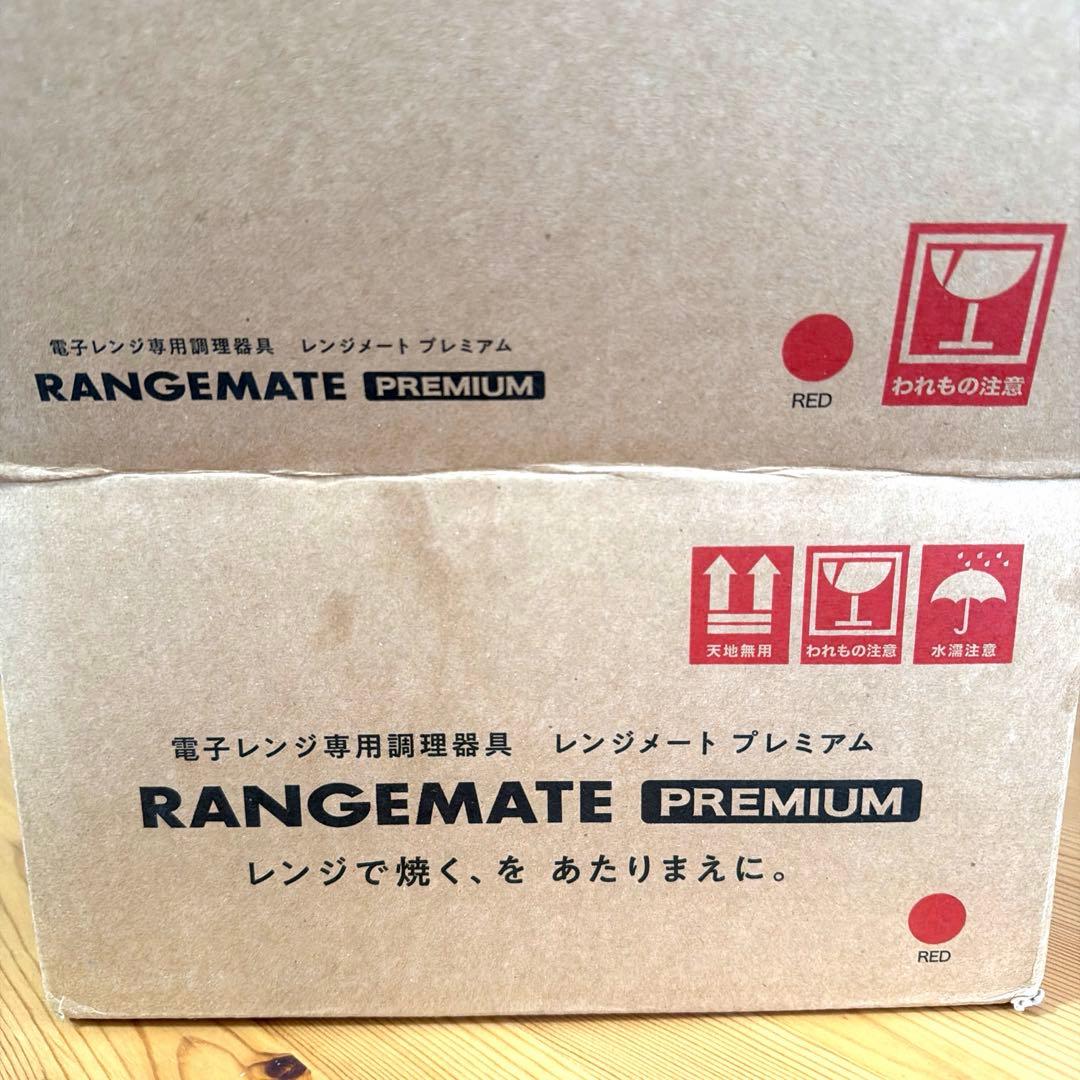 電子レンジ専用調理器具 レンジメート プレミアム
RANGEMATE PREMIUM
RED
われもの注意
天地無用
われもの注意
水濡注意
電子レンジ専用調理器具 レンジメート プレミアム
RANGEMATE PREMIUM
レンジで焼く、を あたりまえに。
RED